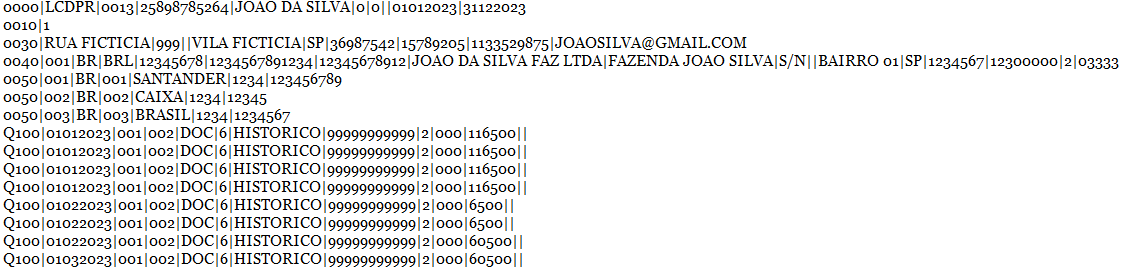 0000|LCDPR|0013|25898785264|JOAO DA SILVA|0|0||01012023|31122023
0010|1
0030|RUA FICTICIA|999||VILA FICTICIA|SP|36987542|15789205|1133529875|JOAOSILVA@GMAIL.COM
0040|001|BR|BRL|12345678|1234567891234|12345678912|JOAO DA SILVA FAZ LTDA|FAZENDA JOAO SILVA|S/N||BAIRRO 01|SP|1234567|12300000|2|03333
0050|001|BR|001|SANTANDER|1234|123456789
0050|002|BR|002|CAIXA|1234|12345
0050|003|BR|003|BRASIL|1234|1234567
Q100|01012023|001|002|DOC|6|HISTORICO|99999999999|2|000|116500||
Q100|01012023|001|002|DOC|6|HISTORICO|99999999999|2|000|116500||
Q100|01012023|001|002|DOC|6|HISTORICO|99999999999|2|000|116500||
Q100|01012023|001|002|DOC|6|HISTORICO|99999999999|2|000|116500||
Q100|01022023|001|002|DOC|6|HISTORICO|99999999999|2|000|6500||
Q100|01022023|001|002|DOC|6|HISTORICO|99999999999|2|000|6500||
Q100|01022023|001|002|DOC|6|HISTORICO|99999999999|2|000|60500||
Q100|01032023|001|002|DOC|6|HISTORICO|99999999999|2|000|60500||